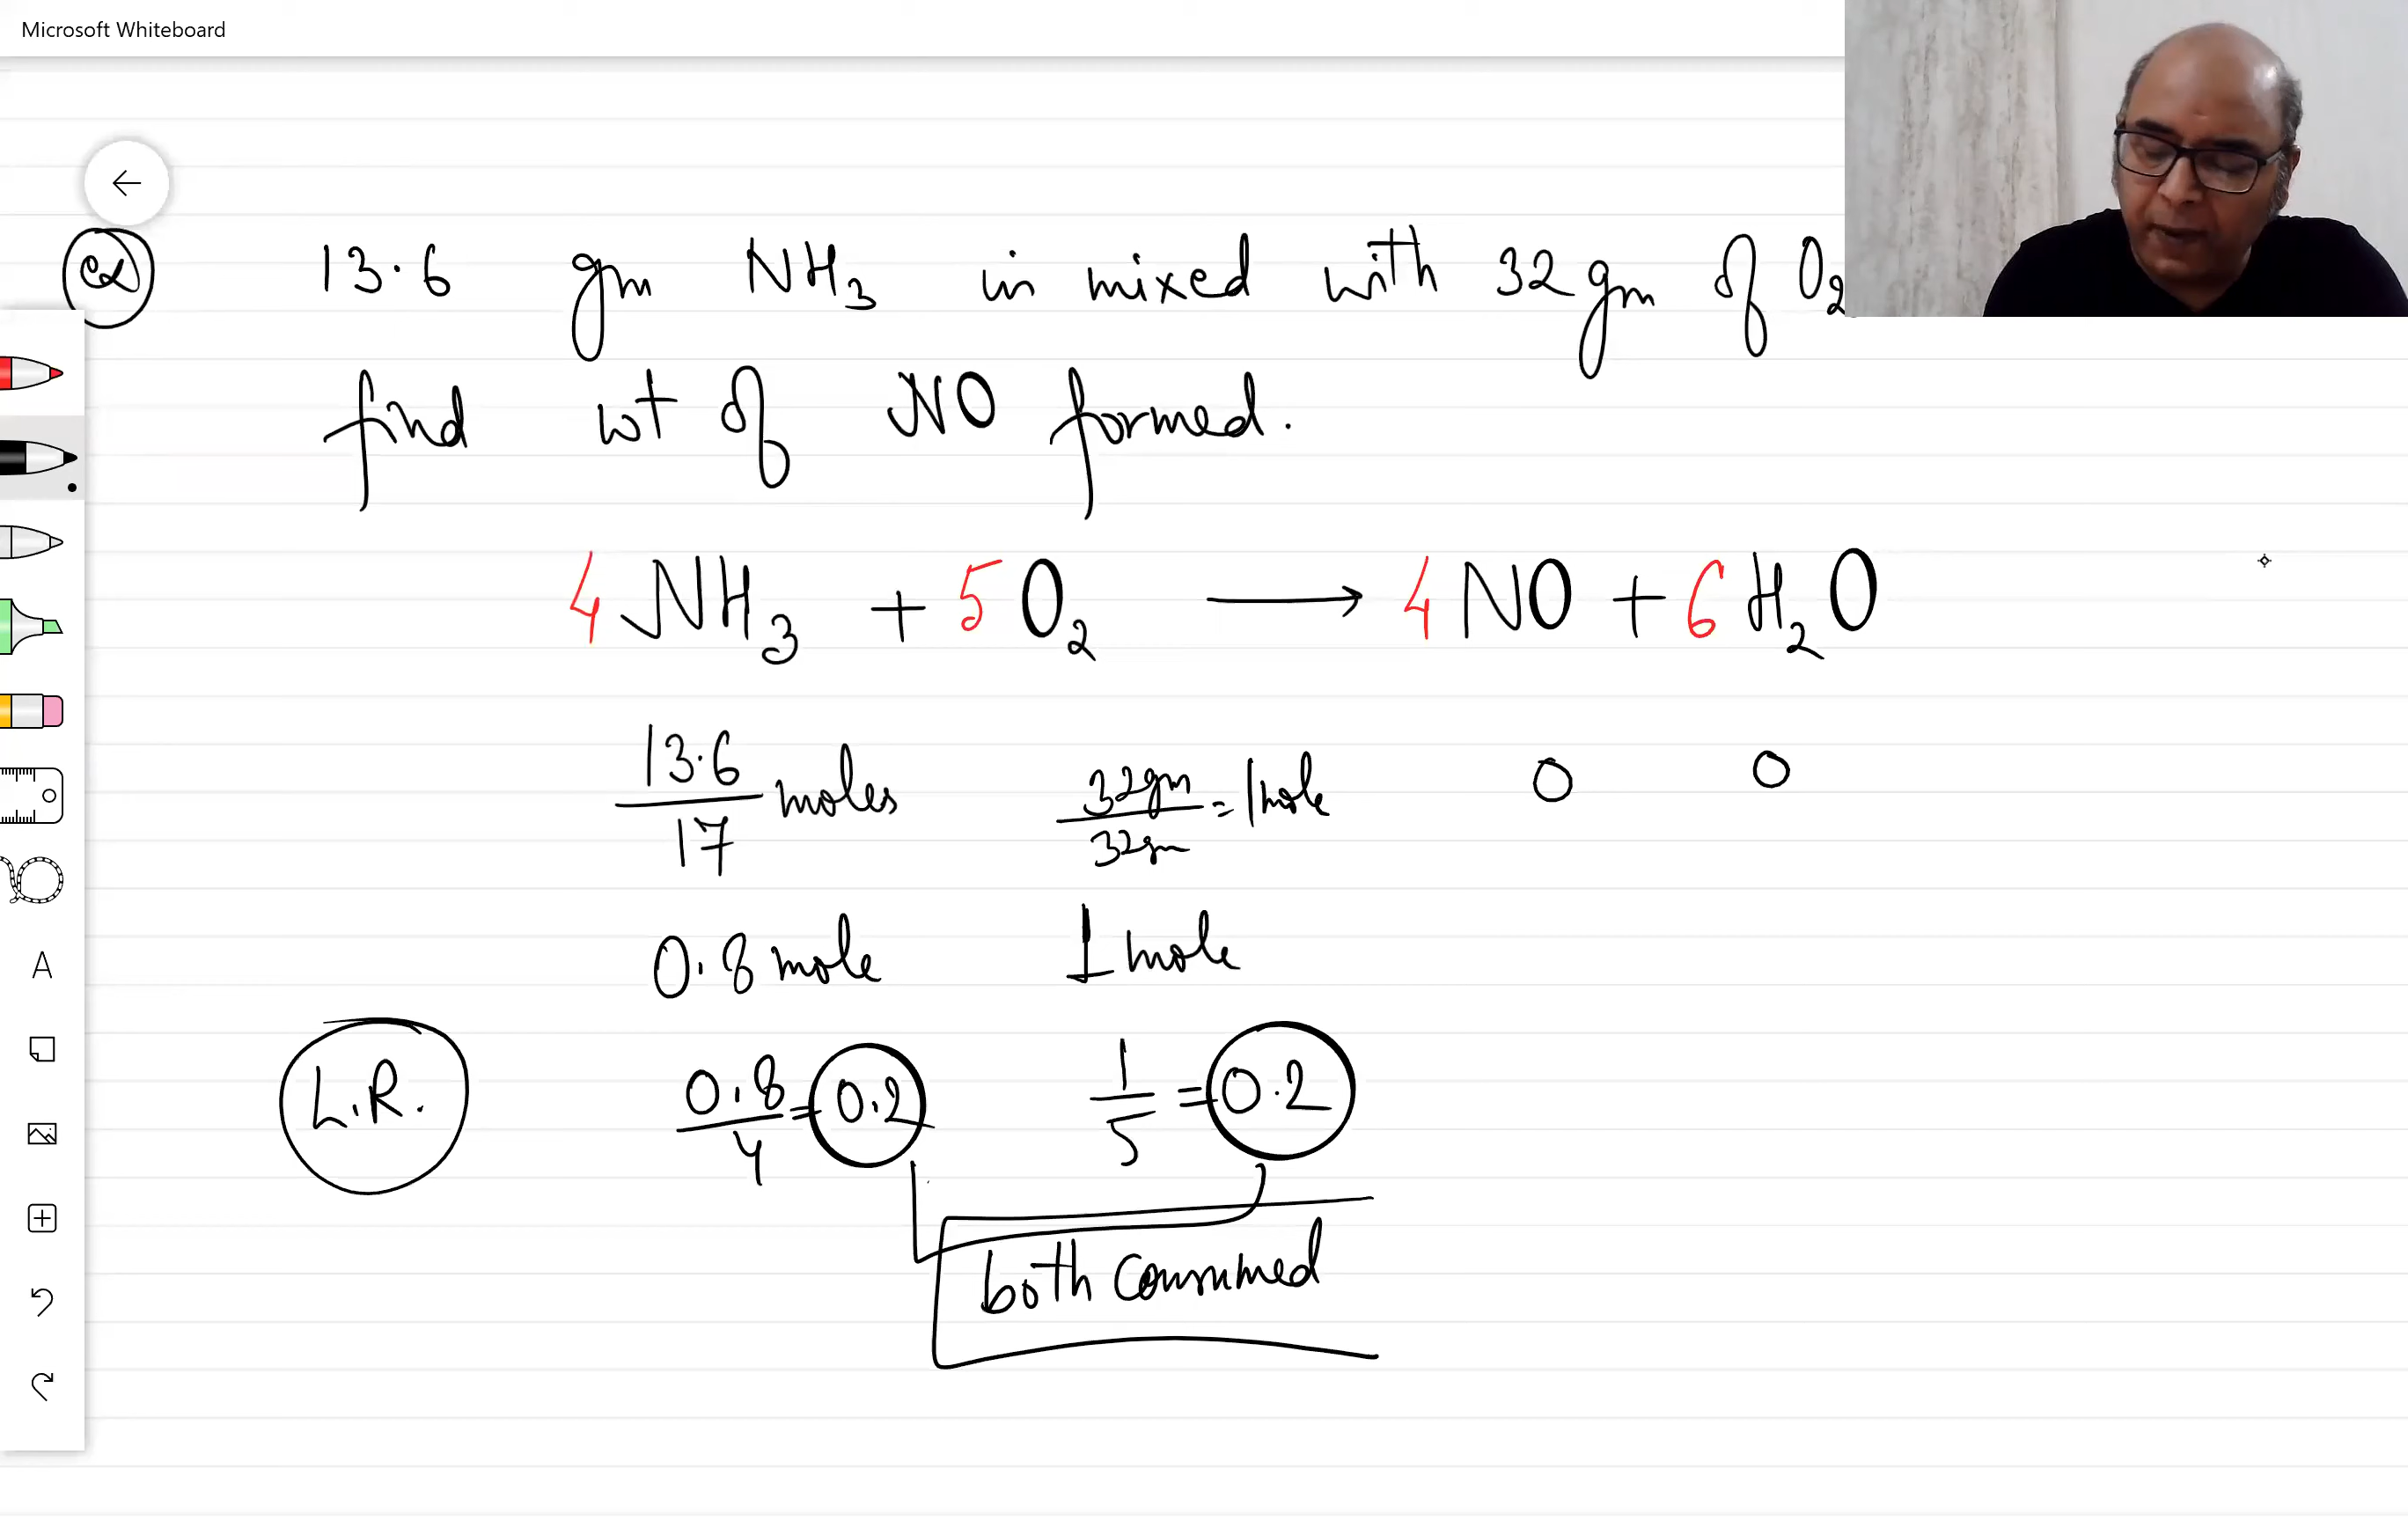 Microsoft Whiteboard
ex 13.6 gm NH3 in mixed with 32 gm of O2
find wt of NO formed.
4 NH3 + 5 O2 → 4 NO + 6 H2O
13.6/17 moles 32gm/32gm = 1 mole 0 0
0.8 mole 1 mole
L.R. 0.8/4 = 0.2 1/5 = 0.2
both consumed
A